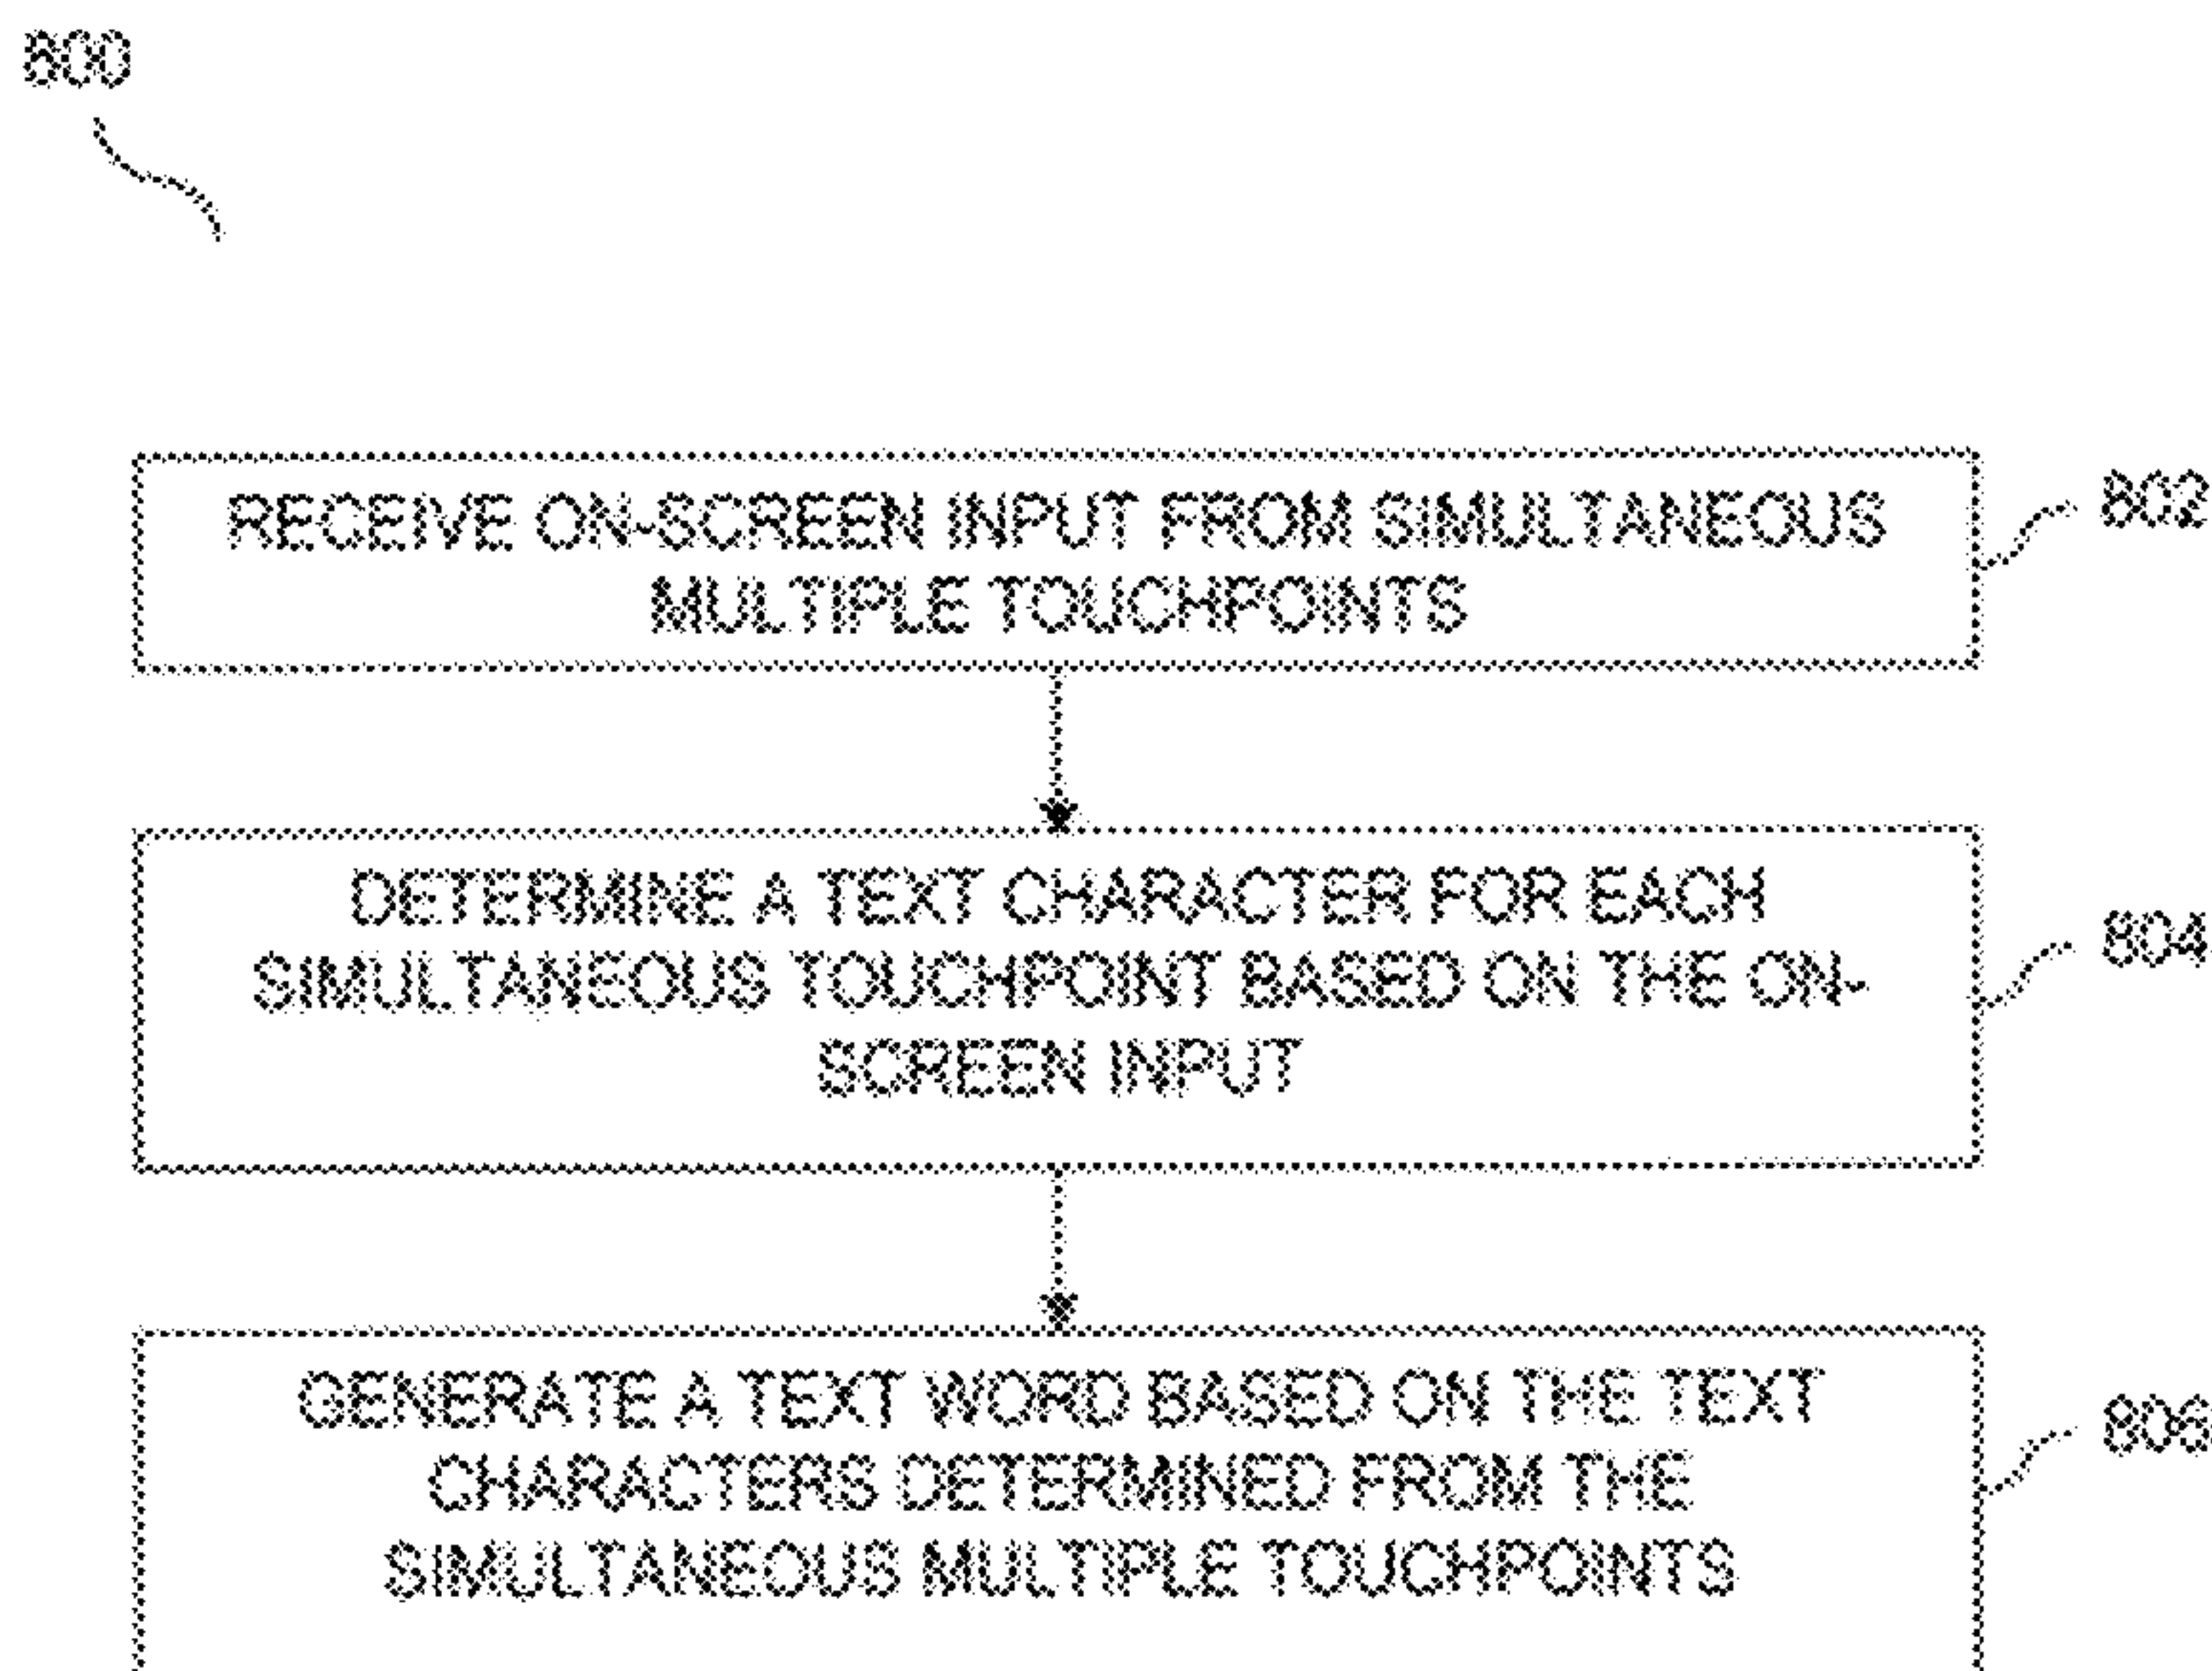 800
RECEIVE ON-SCREEN INPUT FROM SIMULTANEOUS
MULTIPLE TOUCHPOINTS
802
DETERMINE A TEXT CHARACTER FOR EACH
SIMULTANEOUS TOUCHPOINT BASED ON THE ON-
SCREEN INPUT
804
GENERATE A TEXT WORD BASED ON THE TEXT
CHARACTERS DETERMINED FROM THE
SIMULTANEOUS MULTIPLE TOUCHPOINTS
806